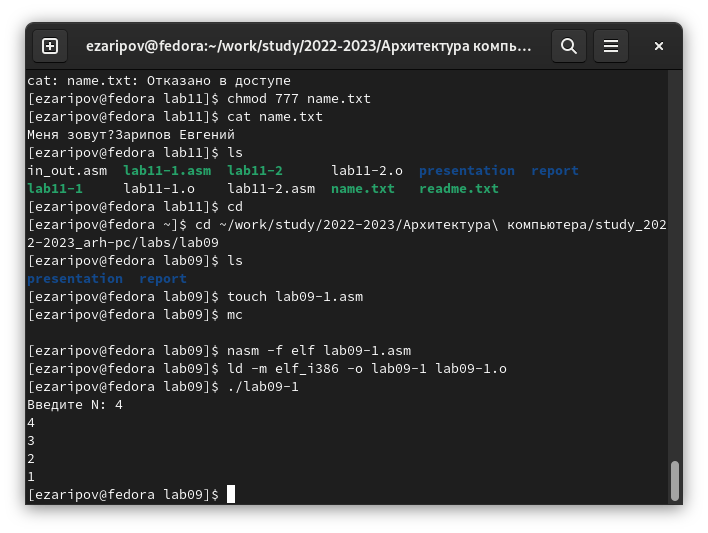 ezaripov@fedora:~/work/study/2022-2023/Архитектура компь...
cat: name.txt: Отказано в доступе
[ezaripov@fedora lab11]$ chmod 777 name.txt
[ezaripov@fedora lab11]$ cat name.txt
Меня зовут?Зарипов Евгений
[ezaripov@fedora lab11]$ ls
in_out.asm lab11-1.asm lab11-2 lab11-2.o presentation report
lab11-1 lab11-1.o lab11-2.asm name.txt readme.txt
[ezaripov@fedora lab11]$ cd
[ezaripov@fedora ~]$ cd ~/work/study/2022-2023/Архитектура\ компьютера/study_202
2-2023_arh-pc/labs/lab09
[ezaripov@fedora lab09]$ ls
presentation report
[ezaripov@fedora lab09]$ touch lab09-1.asm
[ezaripov@fedora lab09]$ mc
[ezaripov@fedora lab09]$ nasm -f elf lab09-1.asm
[ezaripov@fedora lab09]$ ld -m elf_i386 -o lab09-1 lab09-1.o
[ezaripov@fedora lab09]$ ./lab09-1
Введите N: 4
4
3
2
1
[ezaripov@fedora lab09]$